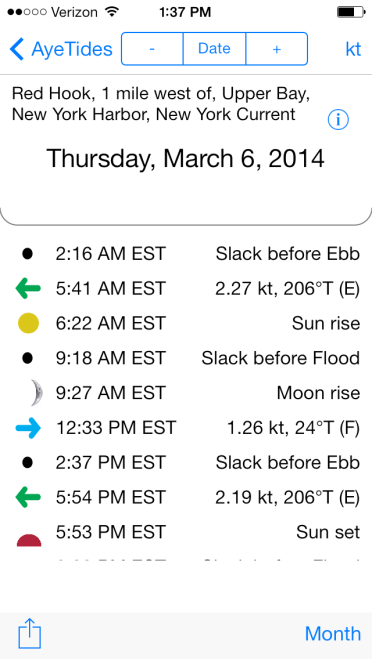 Verizon 1:37 PM
AyeTides - Date + kt
Red Hook, 1 mile west of, Upper Bay,
New York Harbor, New York Current
Thursday, March 6, 2014
2:16 AM EST Slack before Ebb
5:41 AM EST 2.27 kt, 206°T (E)
6:22 AM EST Sun rise
9:18 AM EST Slack before Flood
9:27 AM EST Moon rise
12:33 PM EST 1.26 kt, 24°T (F)
2:37 PM EST Slack before Ebb
5:54 PM EST 2.19 kt, 206°T (E)
5:53 PM EST Sun set
Month